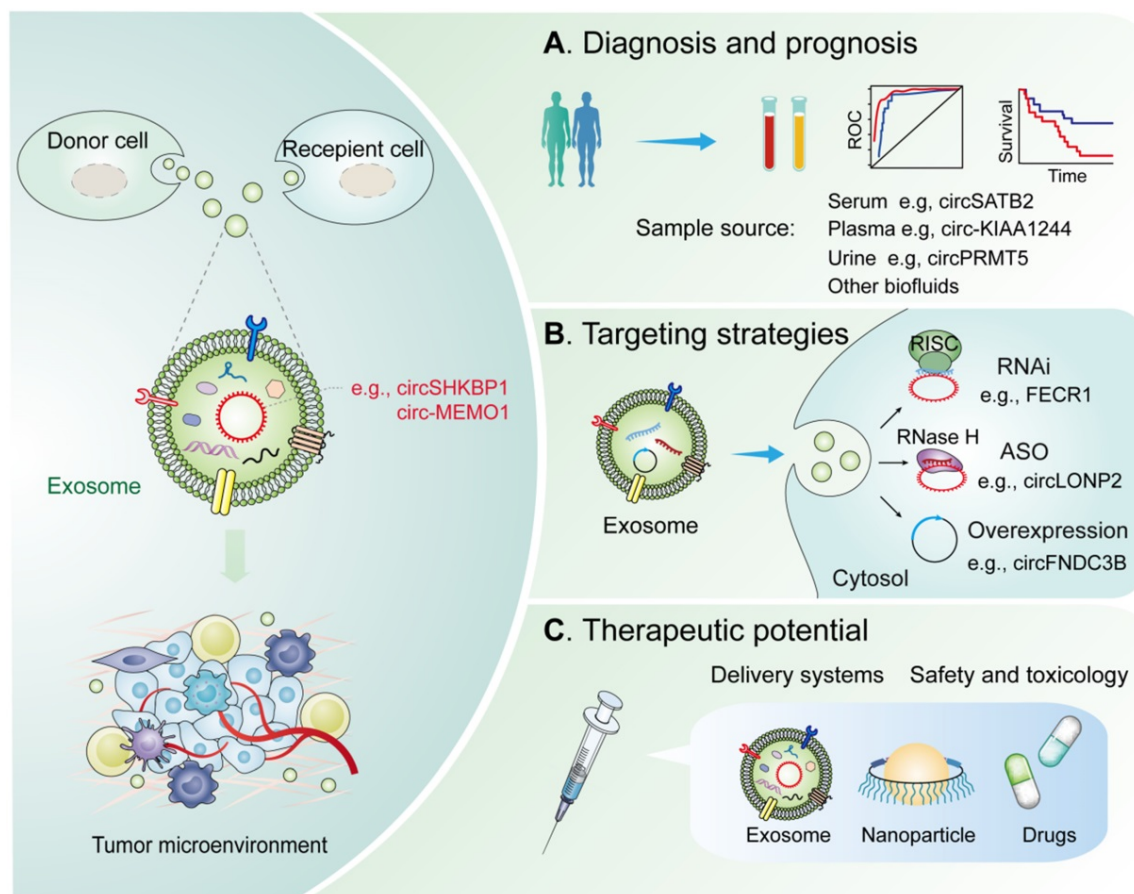 Donor cell
Recepient cell
e.g., circSHKBP1
circ-MEMO1
Exosome
Tumor microenvironment
A. Diagnosis and prognosis
ROC
Survival
Time
Sample source:
Serum e.g, circSATB2
Plasma e.g, circ-KIAA1244
Urine e.g, circPRMT5
Other biofluids
B. Targeting strategies
Exosome
Cytosol
RISC
RNAi
e.g., FECR1
RNase H
ASO
e.g., circLONP2
Overexpression
e.g., circFNDC3B
C. Therapeutic potential
Delivery systems
Safety and toxicology
Exosome
Nanoparticle
Drugs